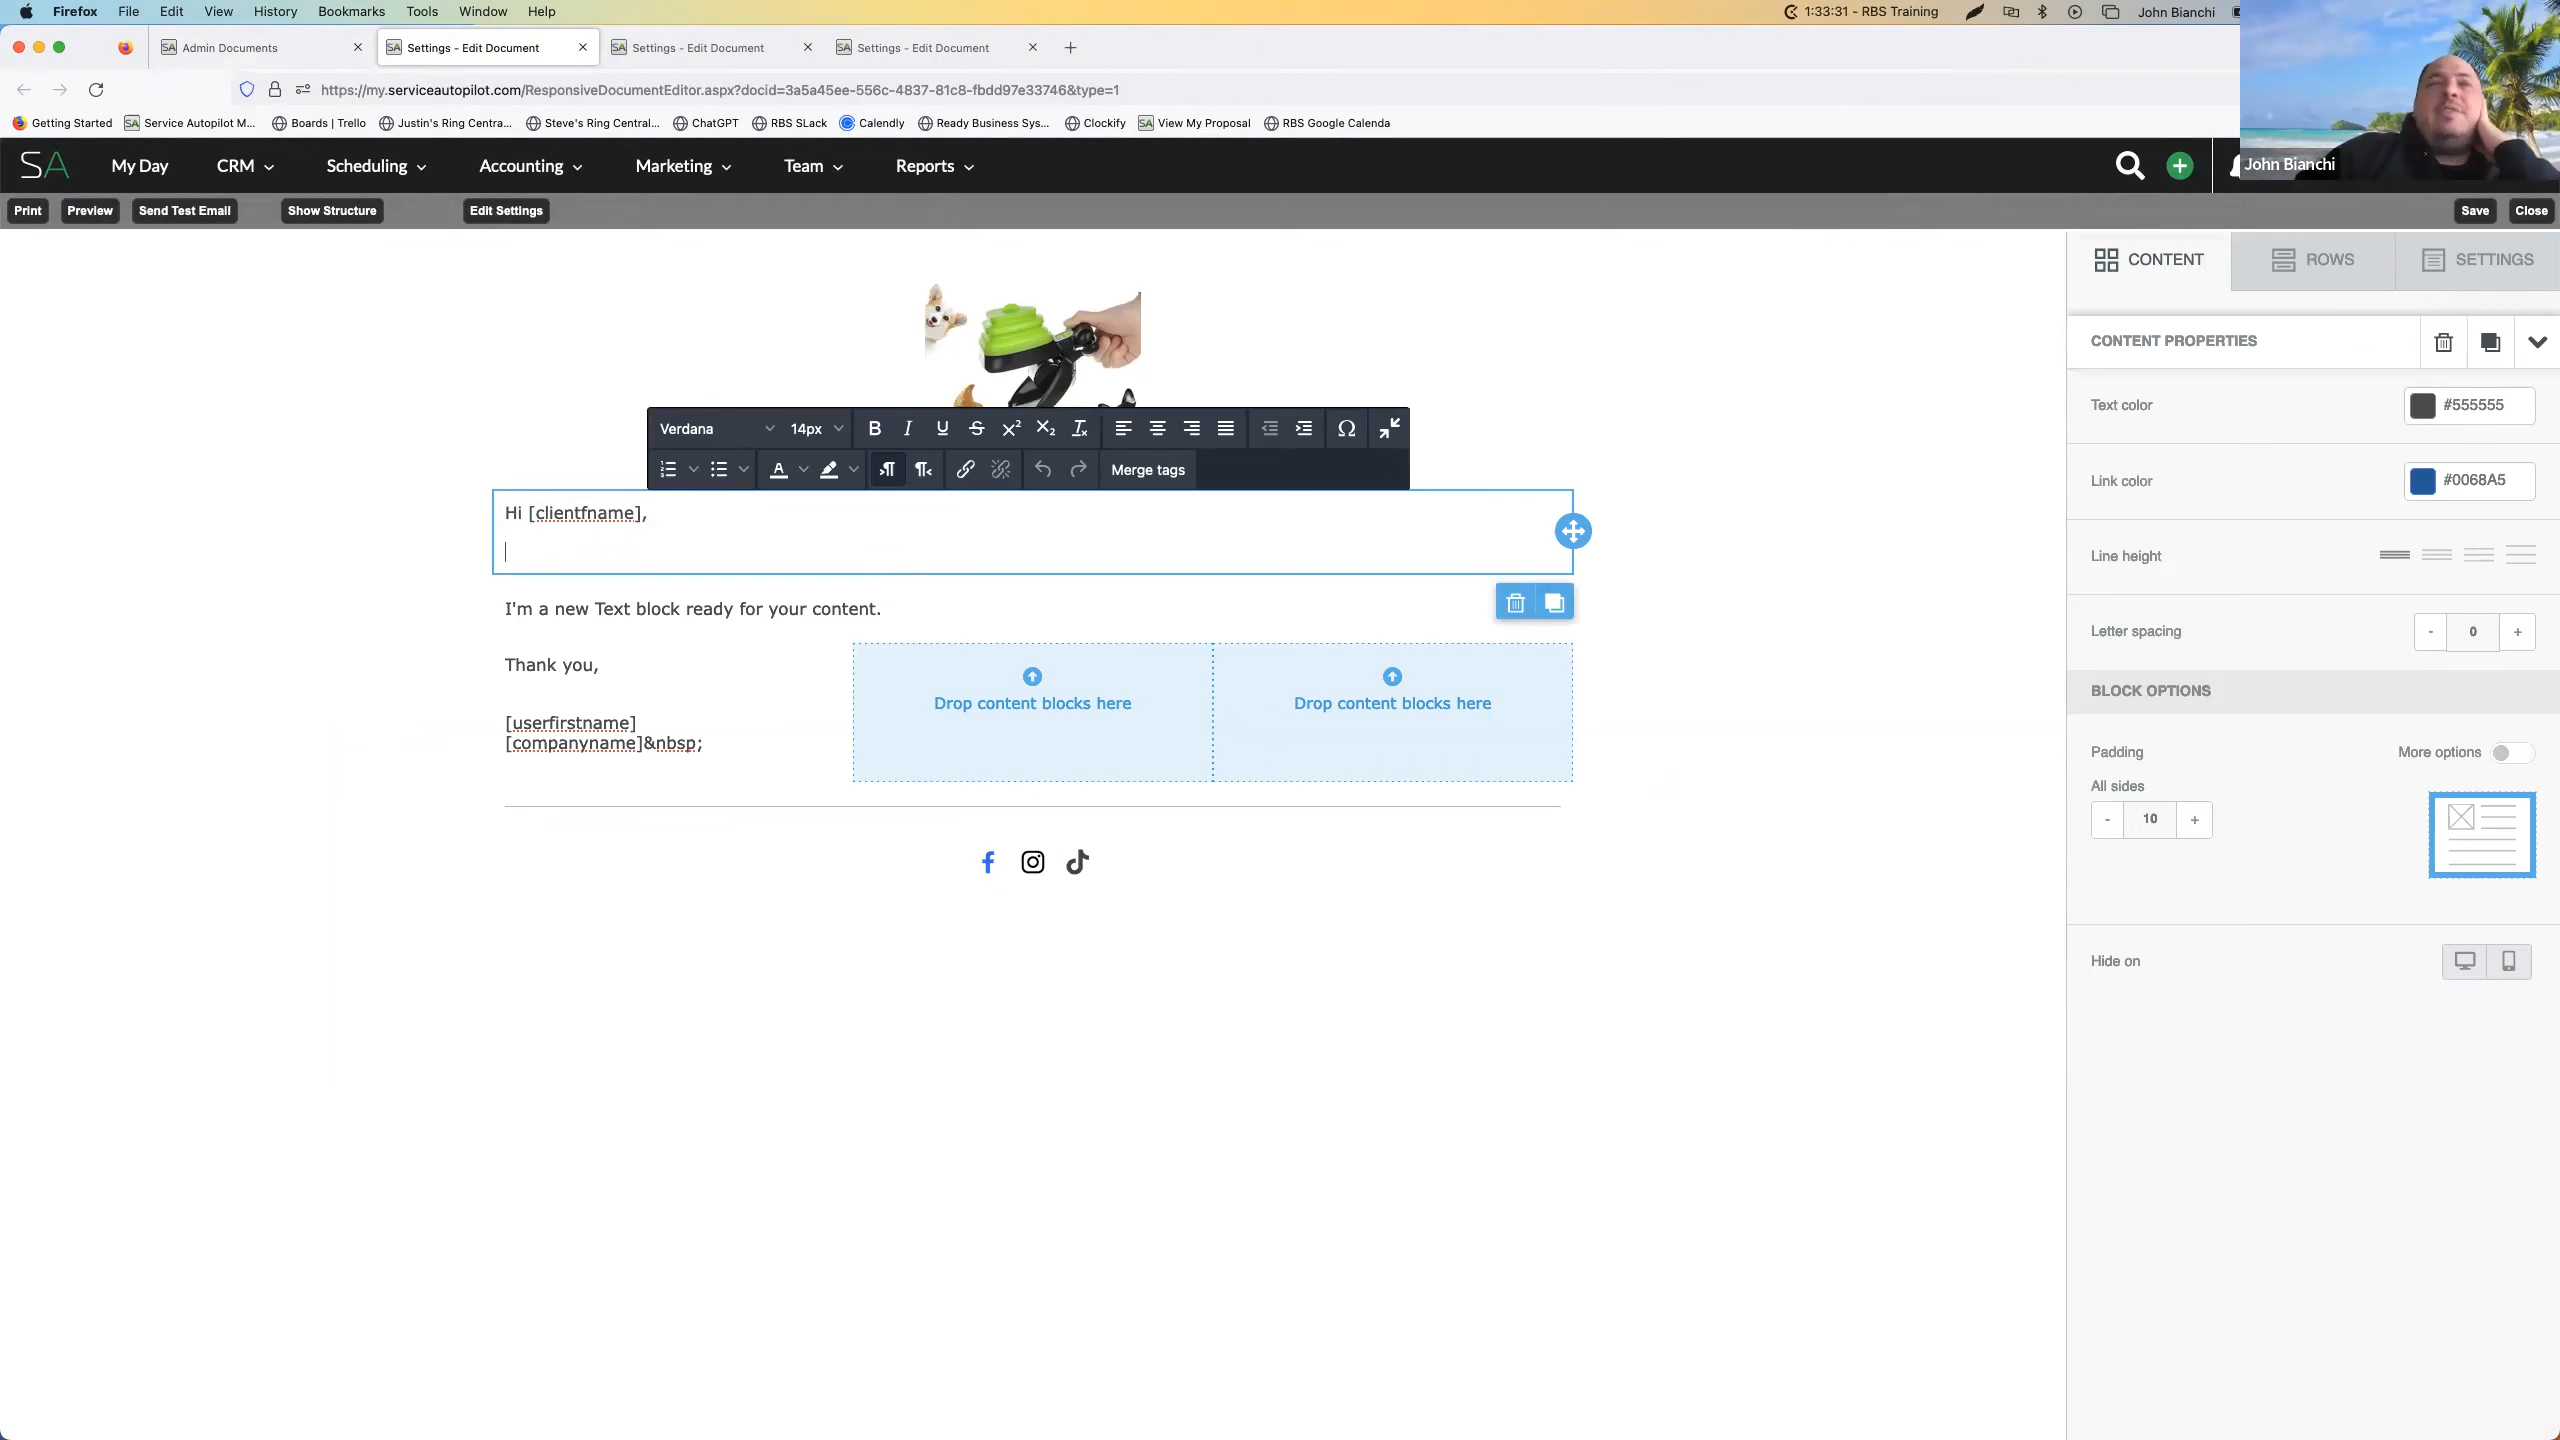 Firefox File Edit View History Bookmarks Tools Window Help 1:33:31 - RBS Training John Bianchi
Admin Documents Settings - Edit Document Settings - Edit Document Settings - Edit Document
https://my.serviceautopilot.com/ResponsiveDocumentEditor.aspx?docid=3a5a45ee-556c-4837-81c8-fbdd97e33746&type=1
Getting Started Service Autopilot M... Boards | Trello Justin's Ring Centra... Steve's Ring Central... ChatGPT RBS SLack Calendly Ready Business Sys... Clockify View My Proposal RBS Google Calenda
SA My Day CRM Scheduling Accounting Marketing Team Reports John Bianchi
Print Preview Send Test Email Show Structure Edit Settings Save Close
CONTENT ROWS SETTINGS
CONTENT PROPERTIES
Text color #555555
Link color #0068A5
Line height
Letter spacing - 0 +
BLOCK OPTIONS
Padding More options
All sides
- 10 +
Hide on
Verdana 14px B I U S X² X₂ Tx Ω
A Merge tags
Hi [clientfname],
I'm a new Text block ready for your content.
Thank you,
[userfirstname]
[companyname]&nbsp;
Drop content blocks here Drop content blocks here